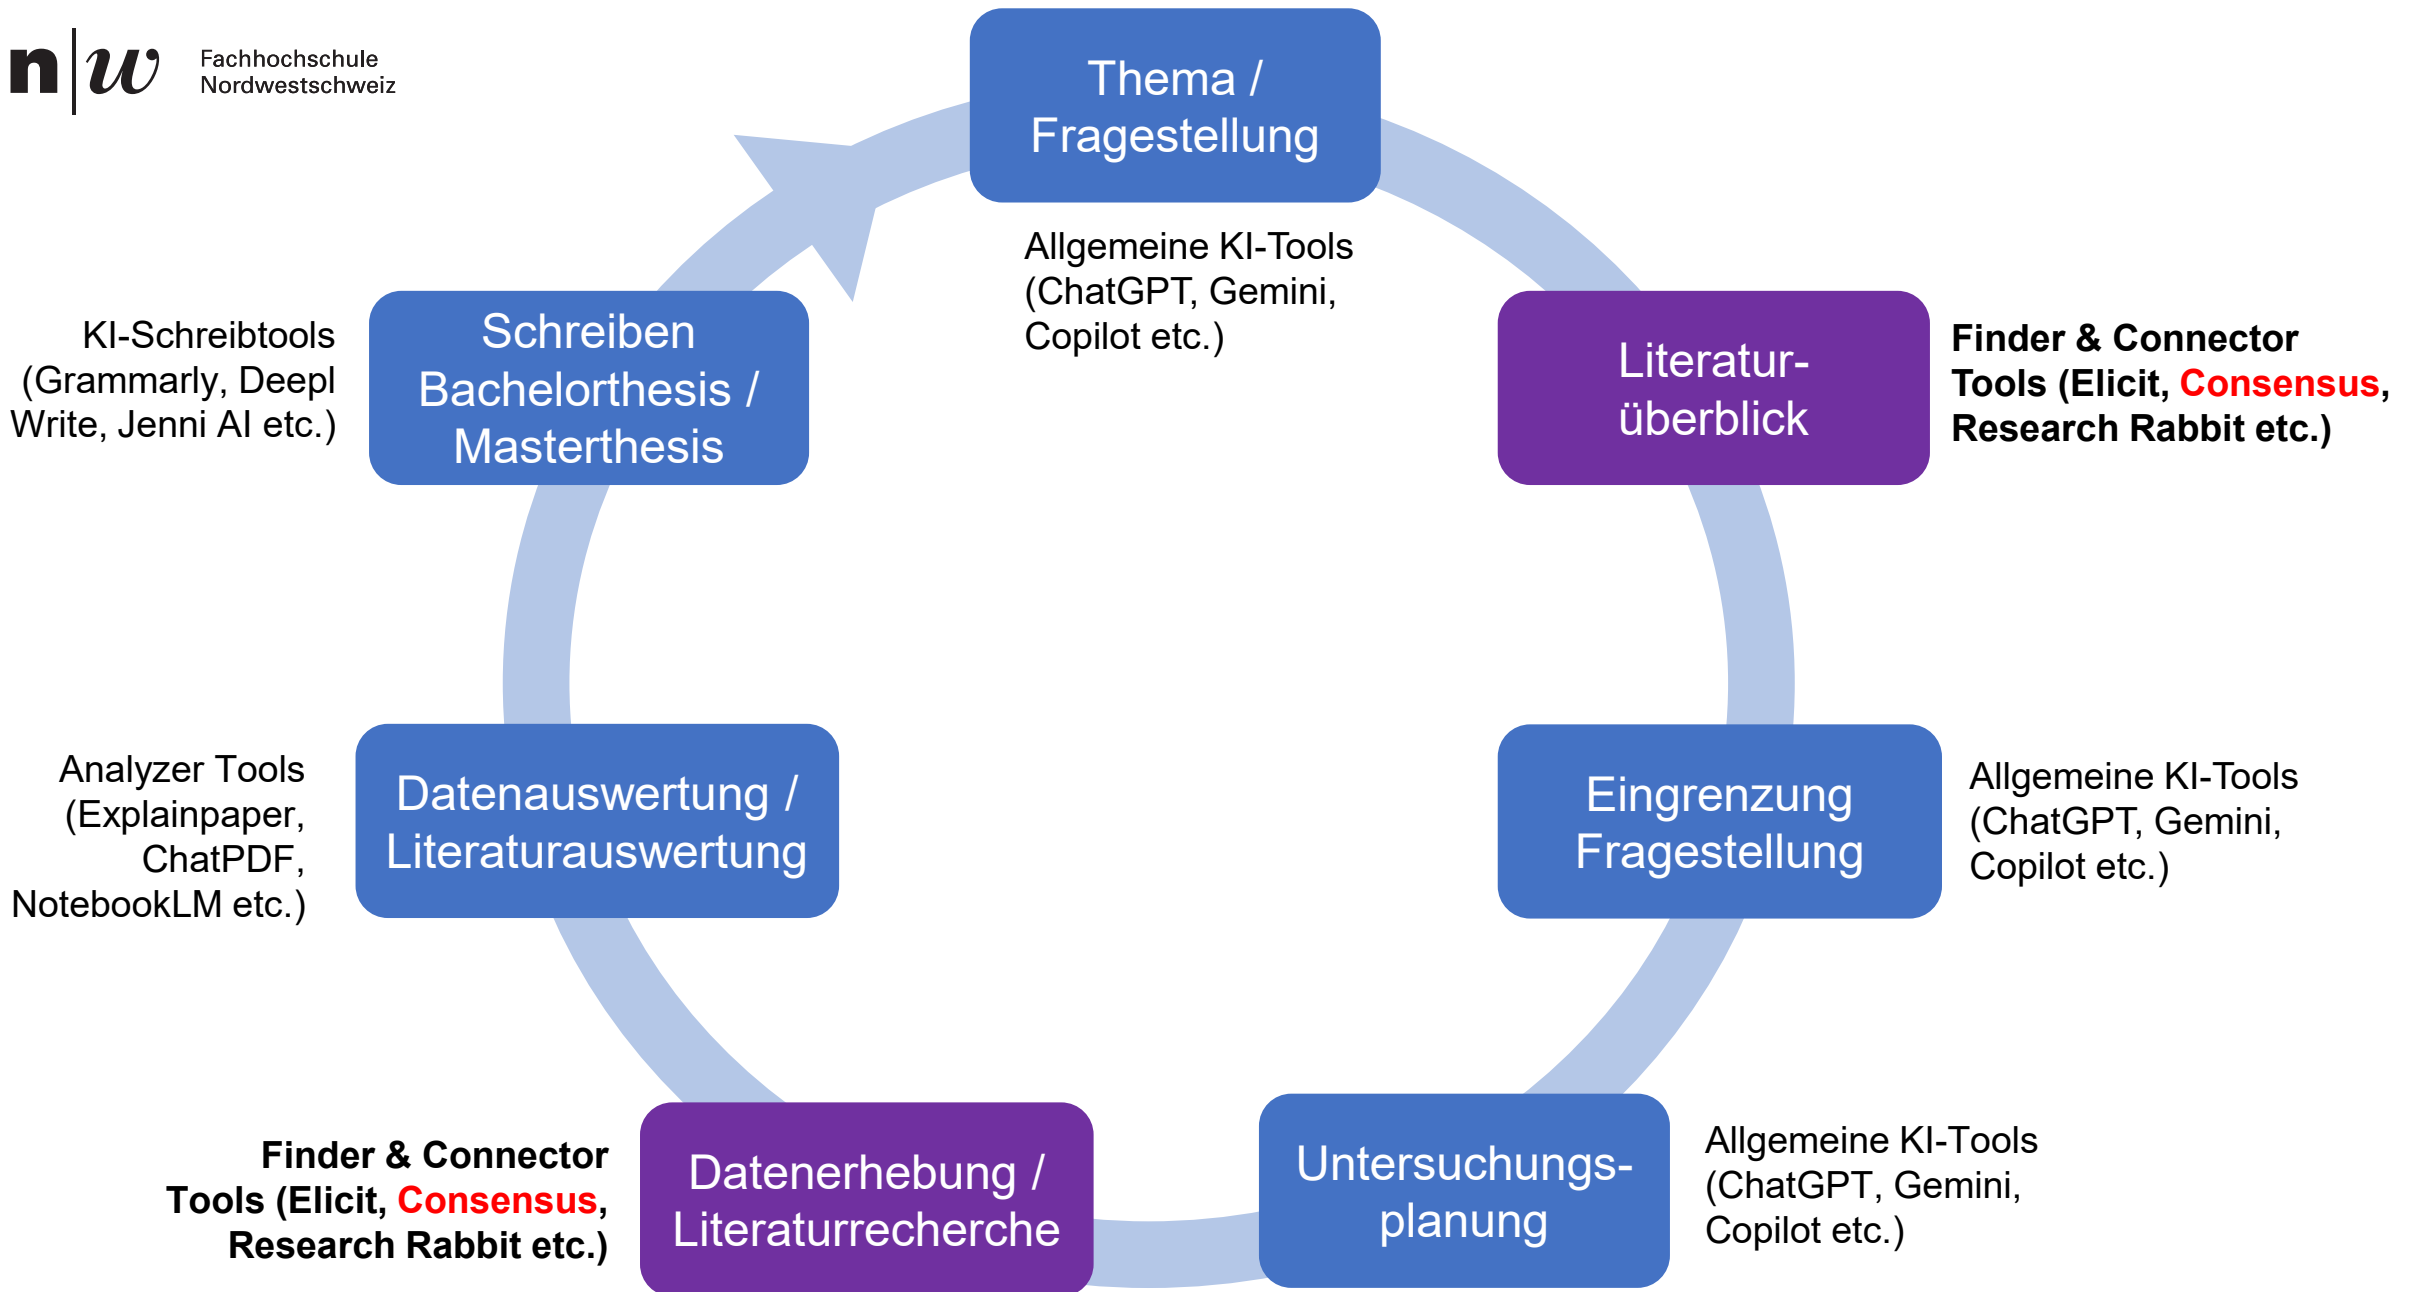 n|w Fachhochschule
Nordwestschweiz
Thema /
Fragestellung
Allgemeine KI-Tools
(ChatGPT, Gemini,
Copilot etc.)
Literatur-
überblick
Finder & Connector
Tools (Elicit, Consensus,
Research Rabbit etc.)
Eingrenzung
Fragestellung
Allgemeine KI-Tools
(ChatGPT, Gemini,
Copilot etc.)
Untersuchungs-
planung
Allgemeine KI-Tools
(ChatGPT, Gemini,
Copilot etc.)
Datenerhebung /
Literaturrecherche
Finder & Connector
Tools (Elicit, Consensus,
Research Rabbit etc.)
Datenauswertung /
Literaturauswertung
Analyzer Tools
(Explainpaper,
ChatPDF,
NotebookLM etc.)
Schreiben
Bachelorthesis /
Masterthesis
KI-Schreibtools
(Grammarly, Deepl
Write, Jenni AI etc.)